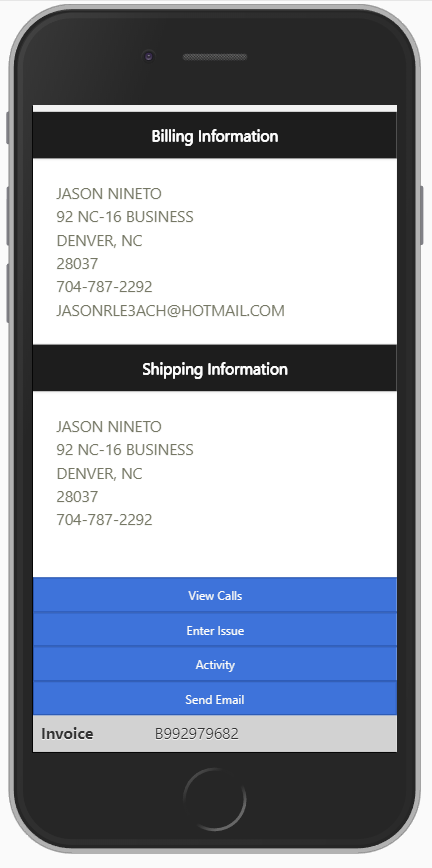 Billing Information
JASON NINETO
92 NC-16 BUSINESS
DENVER, NC
28037
704-787-2292
JASONRLE3ACH@HOTMAIL.COM
Shipping Information
JASON NINETO
92 NC-16 BUSINESS
DENVER, NC
28037
704-787-2292
View Calls
Enter Issue
Activity
Send Email
Invoice B992979682